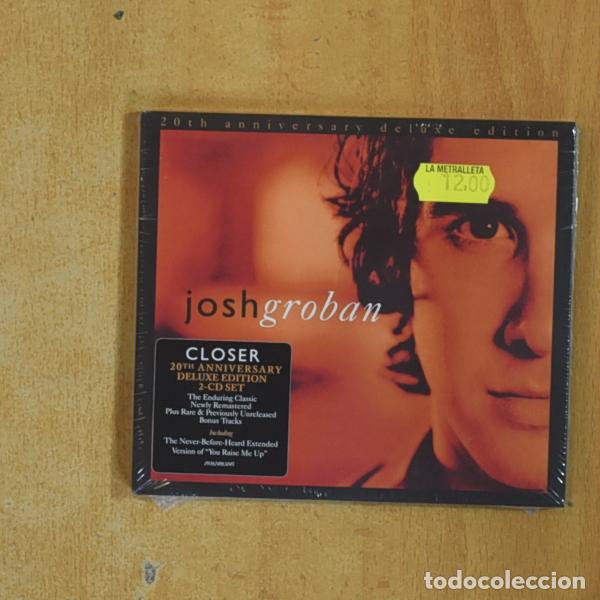 20th anniversary deluxe edition
LA METRALLETA
12,00
joshgroban
CLOSER
20TH ANNIVERSARY
DELUXE EDITION
2-CD SET
The Enduring Classic
Newly Remastered
Plus Rare & Previously Unreleased
Bonus Tracks
Including
The Never-Before-Heard Extended
Version of "You Raise Me Up"
todocoleccion